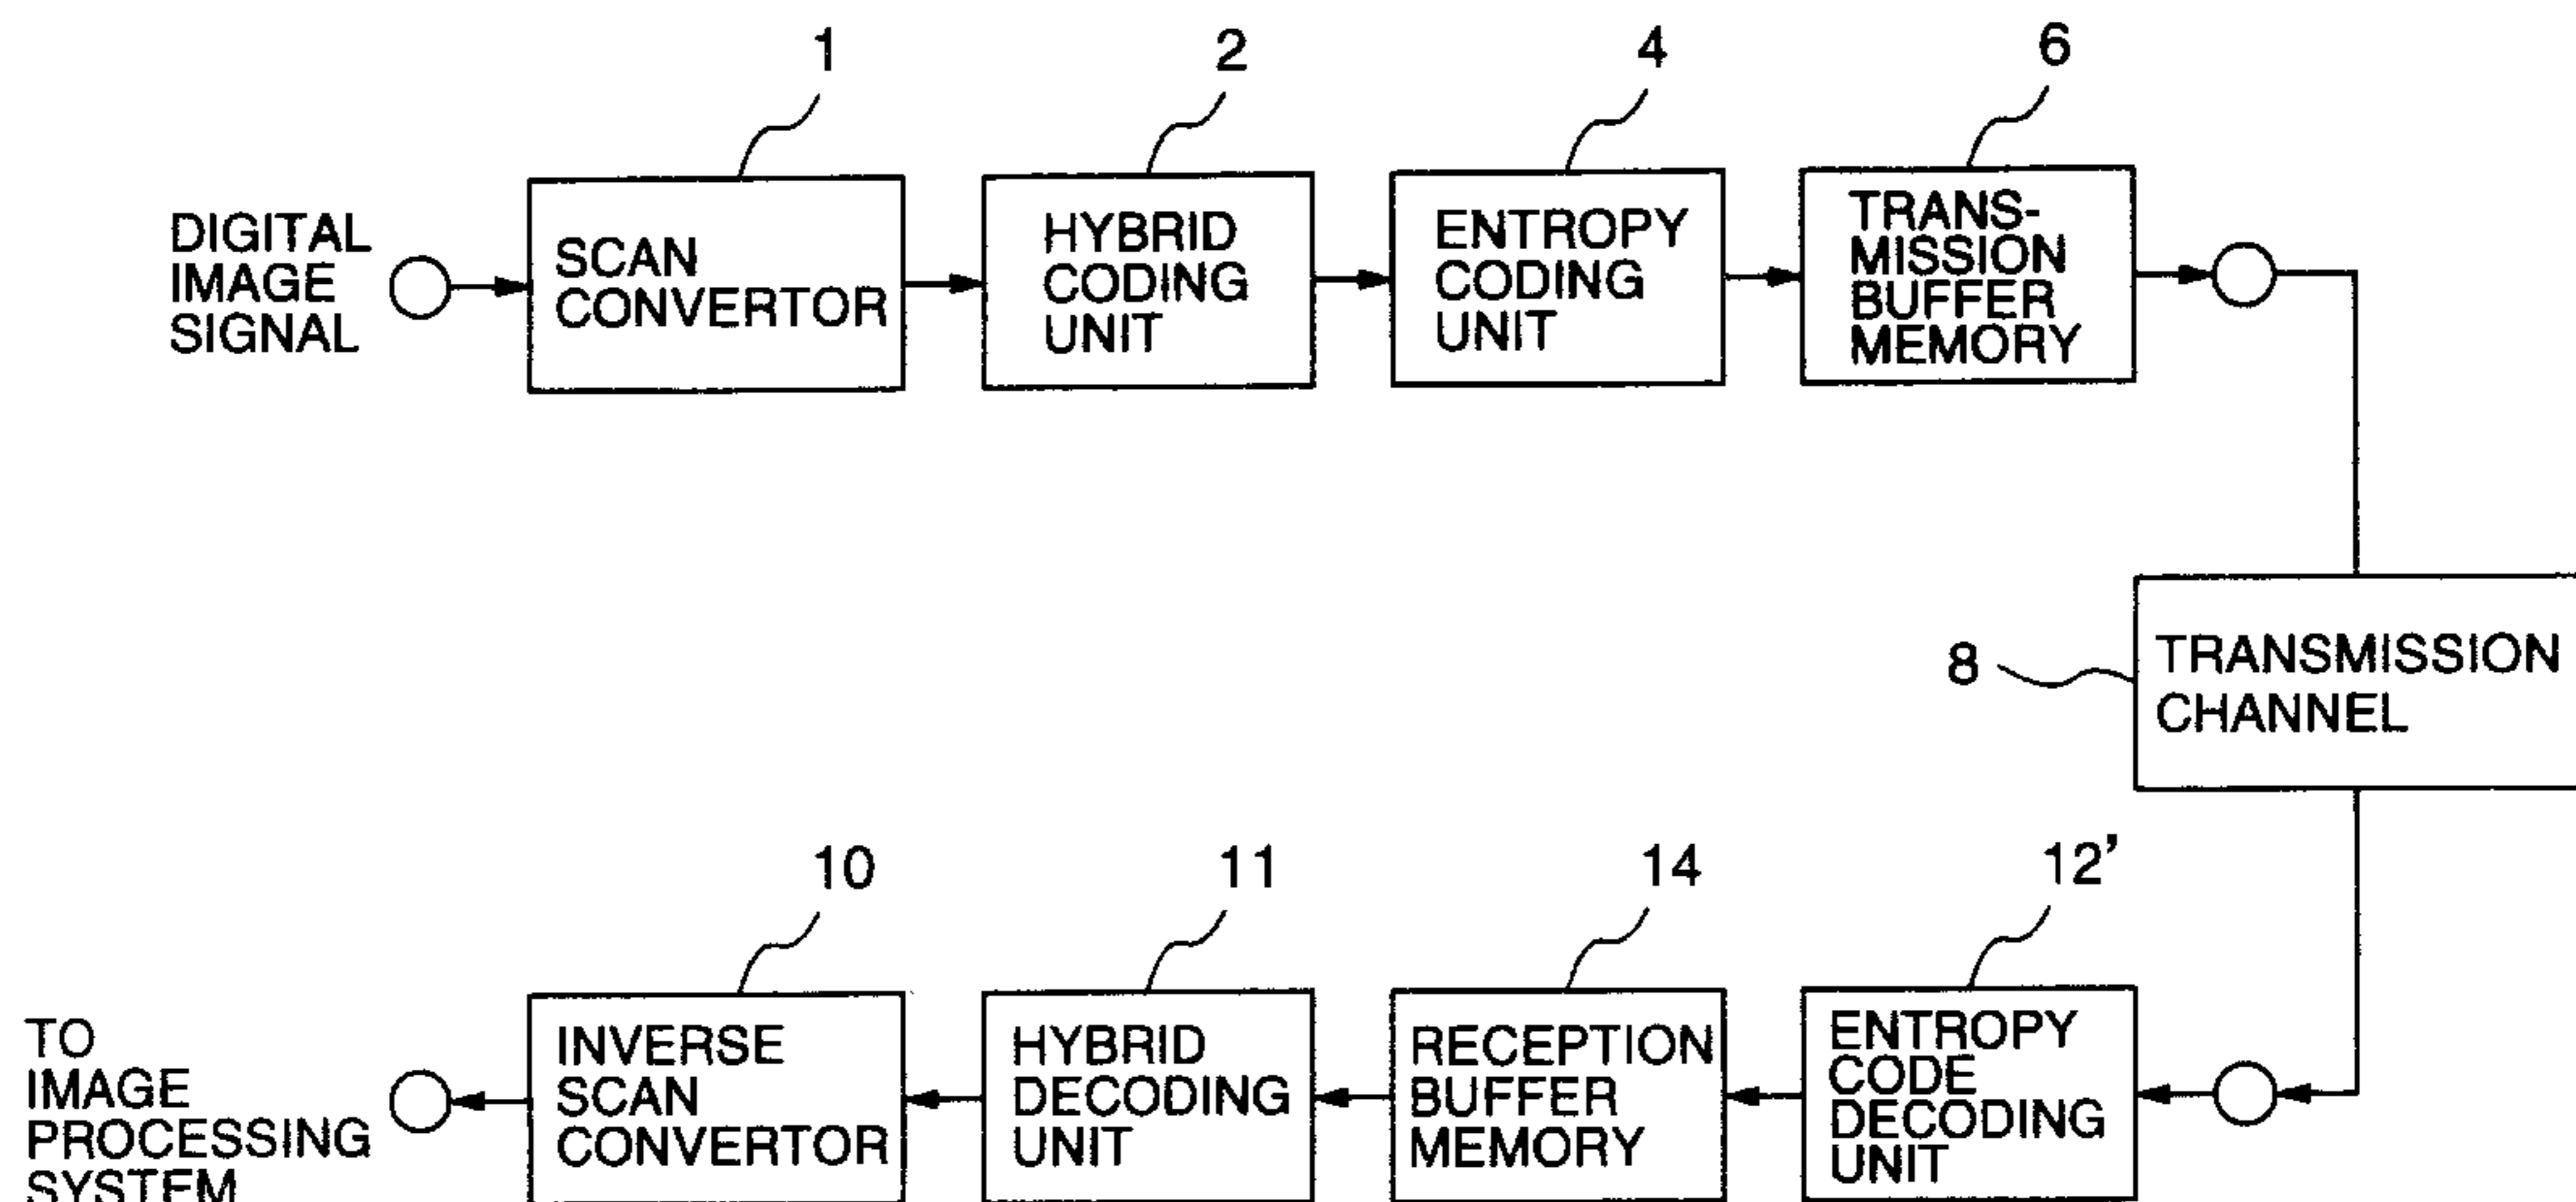 1
2
4
6
DIGITAL
IMAGE
SIGNAL
SCAN
CONVERTOR
HYBRID
CODING
UNIT
ENTROPY
CODING
UNIT
TRANS-
MISSION
BUFFER
MEMORY
8
TRANSMISSION
CHANNEL
10
11
14
12'
TO
IMAGE
PROCESSING
SYSTEM
INVERSE
SCAN
CONVERTOR
HYBRID
DECODING
UNIT
RECEPTION
BUFFER
MEMORY
ENTROPY
CODE
DECODING
UNIT